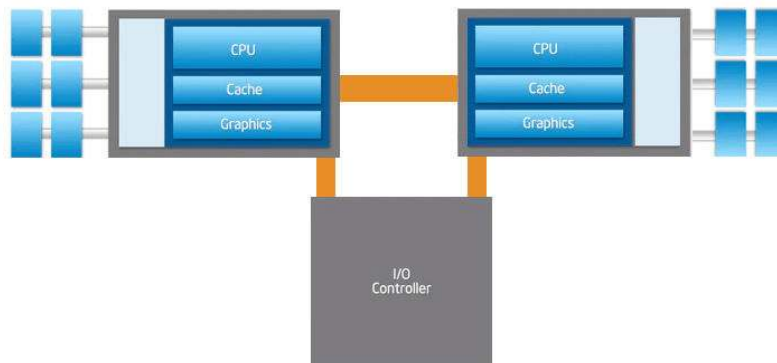 CPU
Cache
Graphics
CPU
Cache
Graphics
I/O
Controller